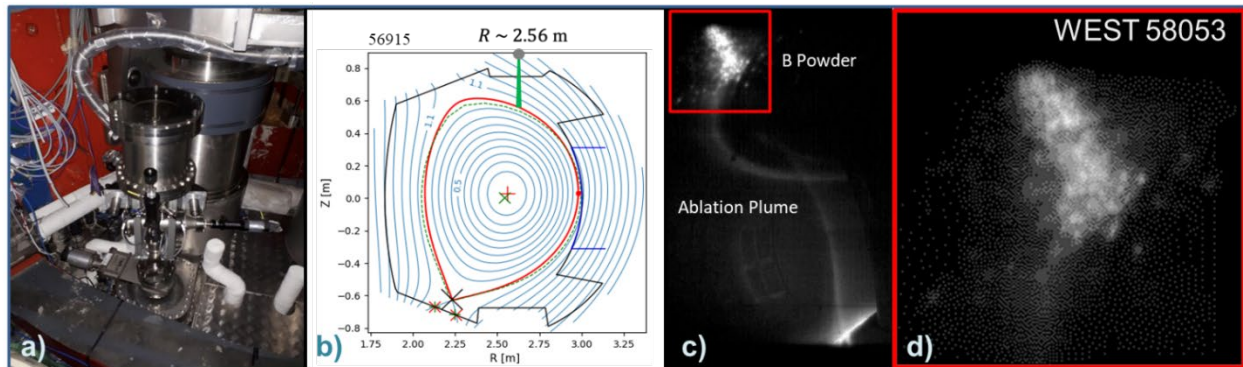 a)
56915
R ~ 2.56 m
1.1
1.1
0.5
Z [m]
0.8
0.6
0.4
0.2
0.0
−0.2
−0.4
−0.6
−0.8
1.75
2.00
2.25
2.50
2.75
3.00
3.25
R [m]
b)
B Powder
Ablation Plume
c)
WEST 58053
d)